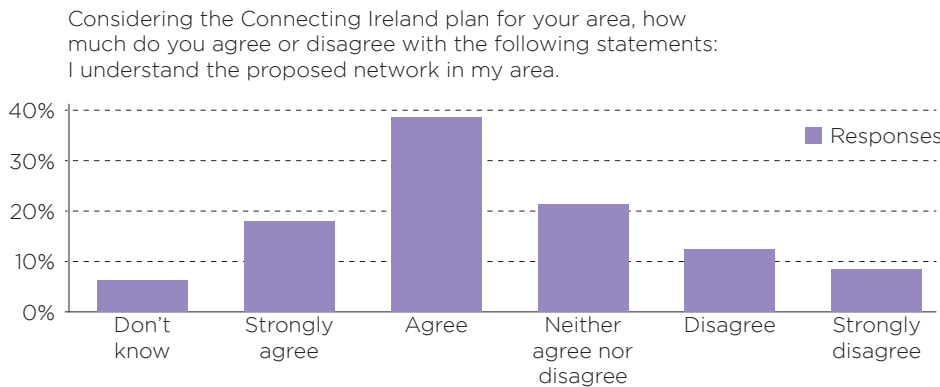 Considering the Connecting Ireland plan for your area, how
much do you agree or disagree with the following statements:
I understand the proposed network in my area.
40%
30%
20%
10%
0%
Responses
Don't
know
Strongly
agree
Agree
Neither
agree nor
disagree
Disagree
Strongly
disagree